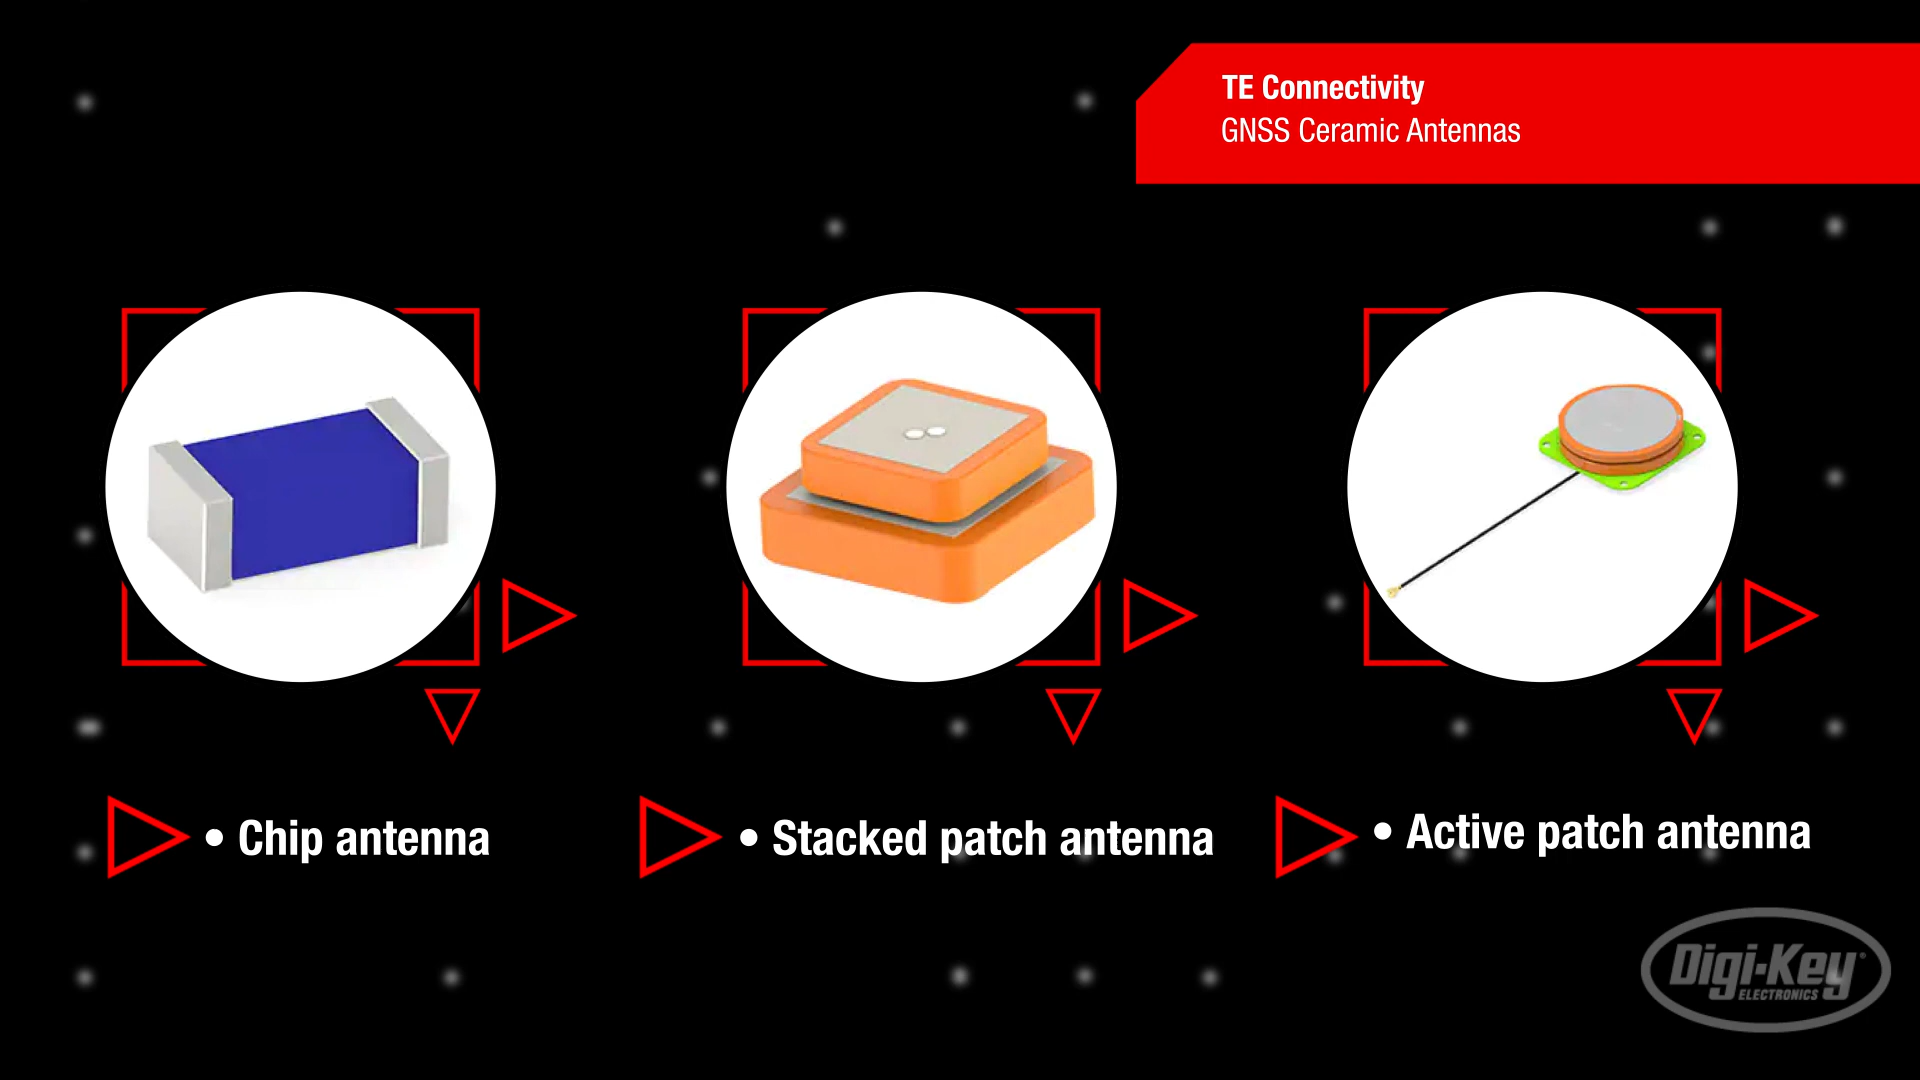 TE Connectivity
GNSS Ceramic Antennas
• Chip antenna
• Stacked patch antenna
• Active patch antenna
Digi-Key®
ELECTRONICS